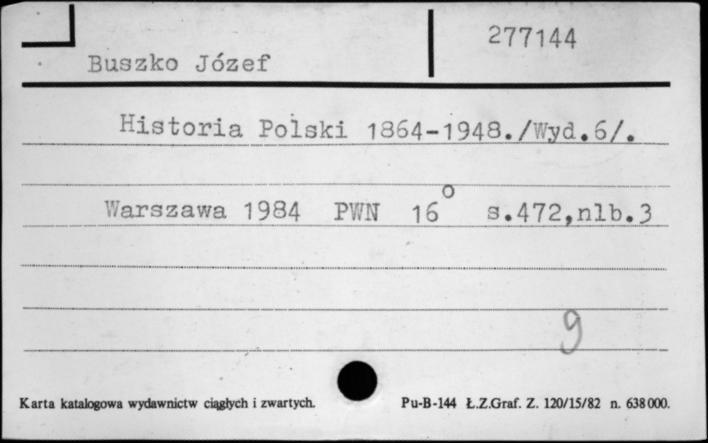 277144
Buszko Józef
Historia Polski 1864-1948./Wyd.6/.
Warszawa 1984 PWN 16° s.472,nlb.3
9
Karta katalogowa wydawnictw ciągłych i zwartych. Pu-B-144 Ł.Z.Graf. Z. 120/15/82 n. 638000.